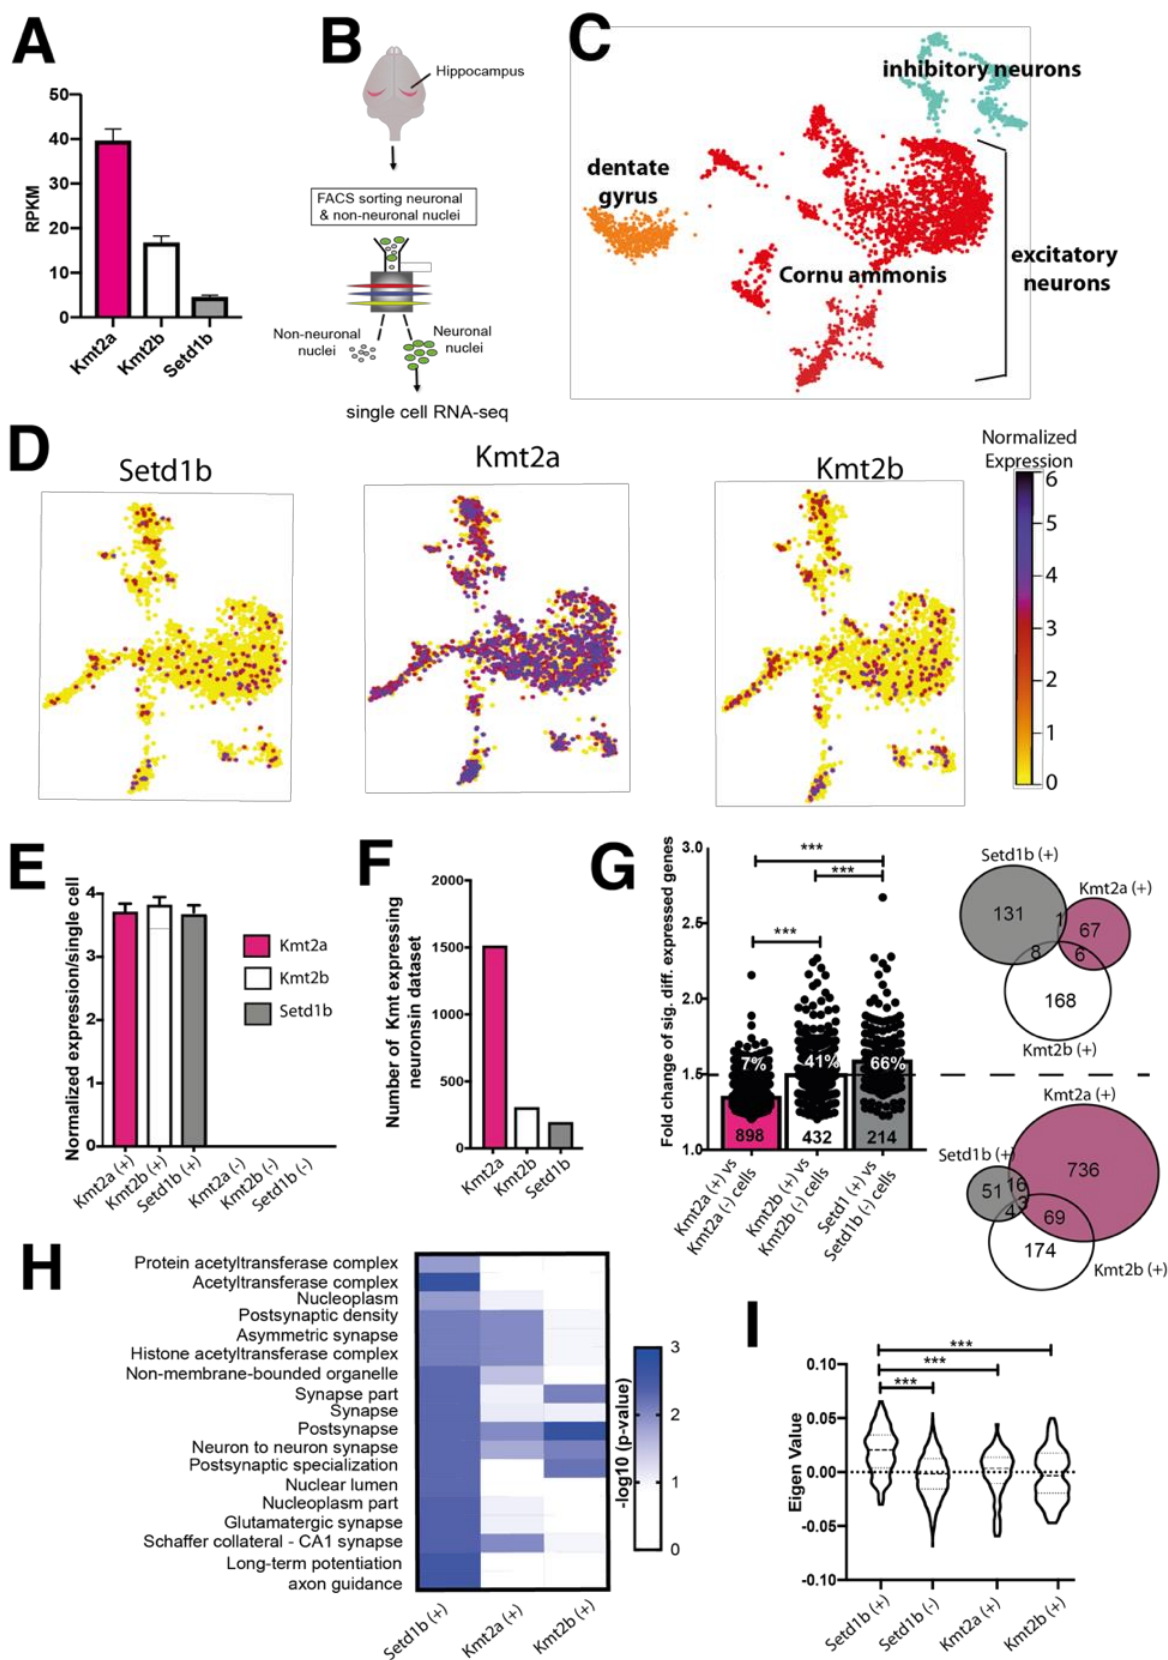 A
50
40
30
20
10
0
RPKM
Kmt2a
Kmt2b
Setd1b
B
Hippocampus
FACS sorting neuronal
& non-neuronal nuclei
Non-neuronal
nuclei
Neuronal
nuclei
single cell RNA-seq
C
inhibitory neurons
dentate
gyrus
Cornu ammonis
excitatory
neurons
D
Setd1b
Kmt2a
Kmt2b
Normalized
Expression
6
5
4
3
2
1
0
E
Normalized expression/single cell
4
3
2
1
0
Kmt2a (+)
Kmt2b (+)
Setd1b (+)
Kmt2a (-)
Kmt2b (-)
Setd1b (-)
Kmt2a
Kmt2b
Setd1b
F
Number of Kmt expressing
neuronsin dataset
2000
1500
1000
500
0
Kmt2a
Kmt2b
Setd1b
G
Fold change of sig. diff. expressed genes
3.0
2.5
2.0
1.5
1.0
***
***
***
7%
41%
66%
898
432
214
Kmt2a (+) vs
Kmt2a (-) cells
Kmt2b (+) vs
Kmt2b (-) cells
Setd1 (+) vs
Setd1b (-) cells
Setd1b (+)
Kmt2a (+)
131
1
67
8
6
168
Kmt2b (+)
Kmt2a (+)
Setd1b (+)
736
51
16
3
4
69
174
Kmt2b (+)
H
Protein acetyltransferase complex
Acetyltransferase complex
Nucleoplasm
Postsynaptic density
Asymmetric synapse
Histone acetyltransferase complex
Non-membrane-bounded organelle
Synapse part
Synapse
Postsynapse
Neuron to neuron synapse
Postsynaptic specialization
Nuclear lumen
Nucleoplasm part
Glutamatergic synapse
Schaffer collateral - CA1 synapse
Long-term potentiation
axon guidance
Setd1b (+)
Kmt2a (+)
Kmt2b (+)
-log10 (p-value)
3
2
1
0
I
Eigen Value
0.10
0.05
0.00
-0.05
-0.10
***
***
***
Setd1b (+)
Setd1b (-)
Kmt2a (+)
Kmt2b (+)